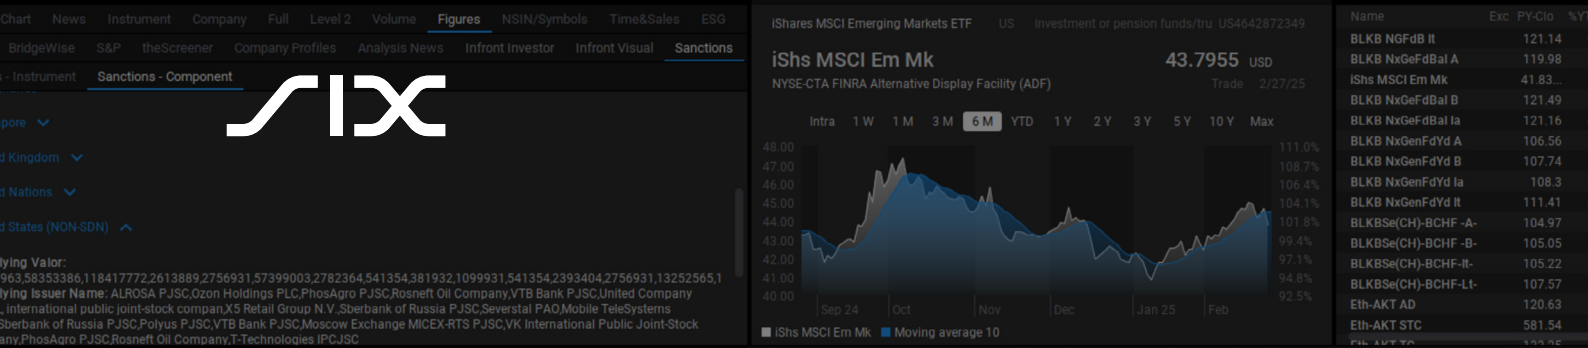 Chart News Instrument Company Full Level 2 Volume Figures NSIN/Symbols Time&Sales ESG
BridgeWise S&P theScreener Company Profiles Analysis News Infront Investor Infront Visual Sanctions
s - Instrument Sanctions - Component
SIX
pore
d Kingdom
d Nations
d States (NON-SDN)
lying Valor:
963,58353386,118417772,2613889,2756931,57399003,2782364,541354,381932,1099931,541354,2393404,2756931,13252565,1
lying Issuer Name: ALROSA PJSC,Ozon Holdings PLC,PhosAgro PJSC,Rosneft Oil Company,VTB Bank PJSC,United Company
, international public joint-stock compan,X5 Retail Group N.V.,Sberbank of Russia PJSC,Severstal PAO,Mobile TeleSystems
Sberbank of Russia PJSC,Polyus PJSC,VTB Bank PJSC,Moscow Exchange MICEX-RTS PJSC,VK International Public Joint-Stock
any,PhosAgro PJSC,Rosneft Oil Company,T-Technologies IPCJSC
iShares MSCI Emerging Markets ETF US Investment or pension funds/tru US4642872349
iShs MSCI Em Mk 43.7955 USD
NYSE-CTA FINRA Alternative Display Facility (ADF) Trade 2/27/25
Intra 1 W 1 M 3 M 6 M YTD 1 Y 2 Y 3 Y 5 Y 10 Y Max
48.00 111.0%
47.00 108.7%
46.00 106.4%
45.00 104.1%
44.00 101.8%
43.00 99.4%
42.00 97.1%
41.00 94.8%
40.00 92.5%
Sep 24 Oct Nov Dec Jan 25 Feb
iShs MSCI Em Mk Moving average 10
Name Exc PY-Clo %Y
BLKB NGFdB It 121.14
BLKB NxGeFdBal A 119.98
iShs MSCI Em Mk 41.83...
BLKB NxGeFdBal B 121.49
BLKB NxGeFdBal Ia 121.16
BLKB NxGenFdYd A 106.56
BLKB NxGenFdYd B 107.74
BLKB NxGenFdYd Ia 108.3
BLKB NxGenFdYd It 111.41
BLKBSe(CH)-BCHF -A- 104.97
BLKBSe(CH)-BCHF -B- 105.05
BLKBSe(CH)-BCHF-It- 105.22
BLKBSe(CH)-BCHF-Lt- 107.57
Eth-AKT AD 120.63
Eth-AKT STC 581.54